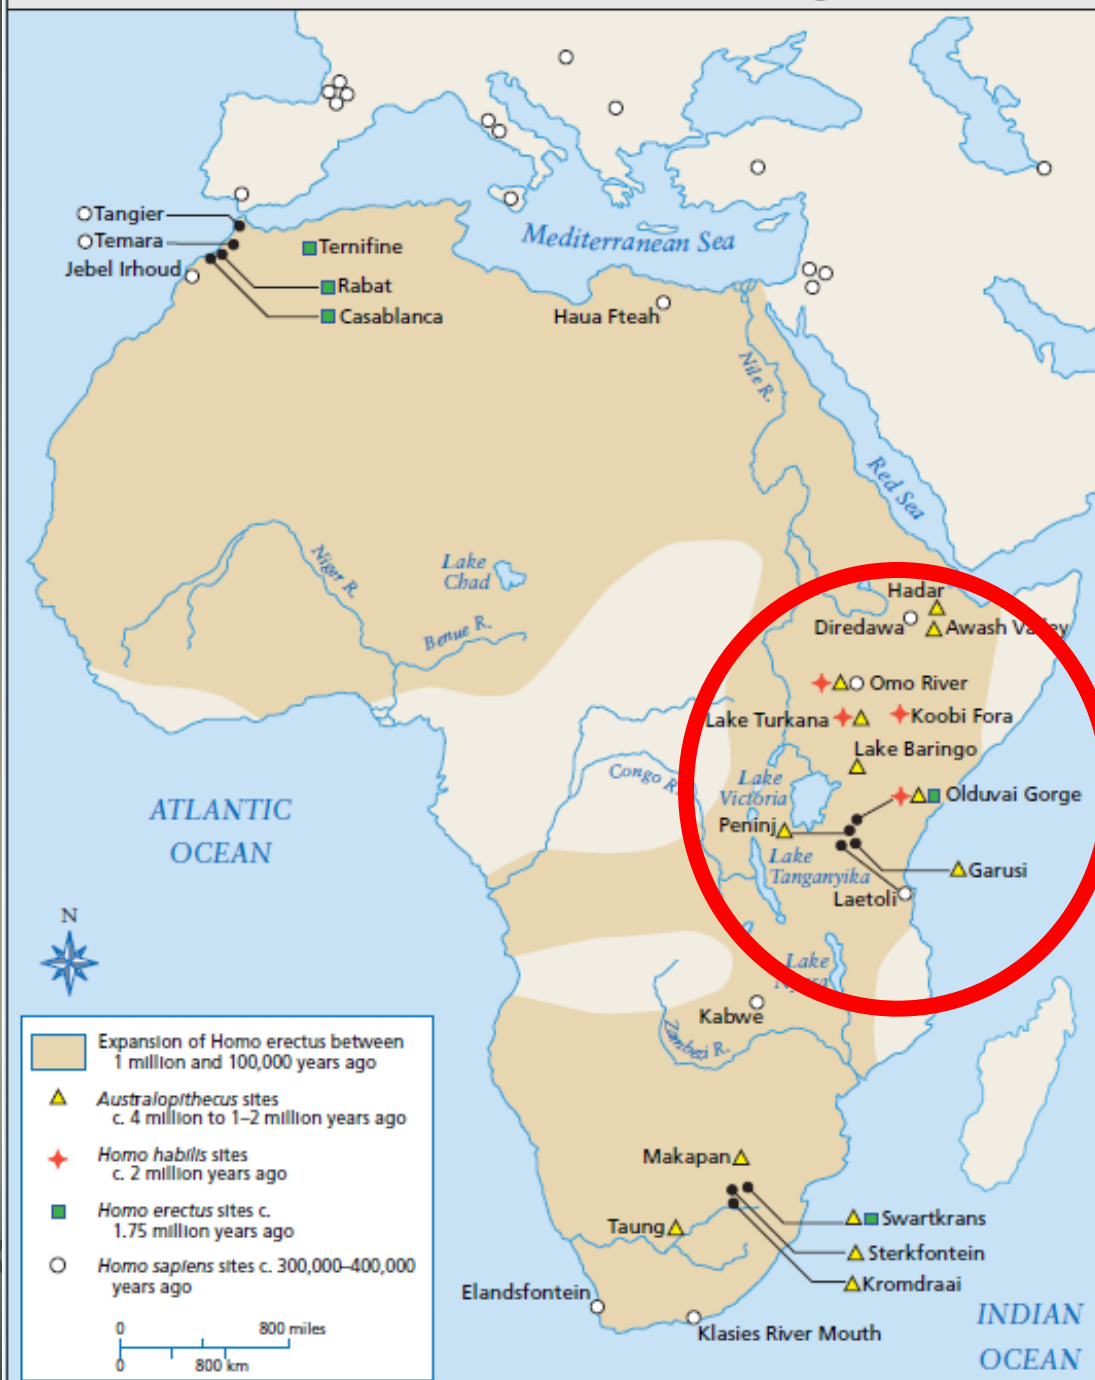 Tangier
Temara
Jebel Irhoud
Ternifine
Rabat
Casablanca
Mediterranean Sea
Haua Fteah
Nile R.
Red Sea
Niger R.
Lake
Chad
Benue R.
Hadar
Diredawa
Awash Valley
Omo River
Lake Turkana
Koobi Fora
Lake Baringo
Congo R.
Lake
Victoria
Olduvai Gorge
Peninj
Lake
Tanganyika
Garusi
Laetoli
ATLANTIC
OCEAN
N
Lake
Kabwe
Zambezi R.
Expansion of Homo erectus between
1 million and 100,000 years ago
Australopithecus sites
c. 4 million to 1–2 million years ago
Homo habilis sites
c. 2 million years ago
Homo erectus sites c.
1.75 million years ago
Homo sapiens sites c. 300,000–400,000
years ago
0 800 miles
0 800 km
Makapan
Taung
Swartkrans
Sterkfontein
Kromdraai
Elandsfontein
Klasies River Mouth
INDIAN
OCEAN